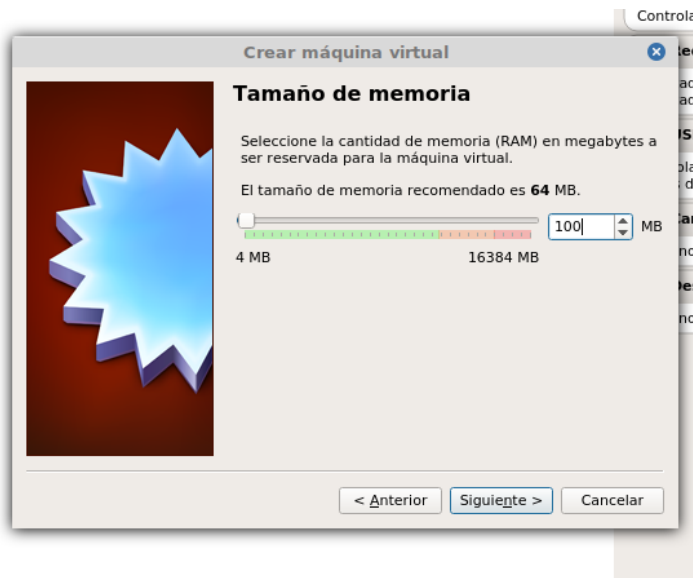 Controla
Crear máquina virtual
Tamaño de memoria
Seleccione la cantidad de memoria (RAM) en megabytes a
ser reservada para la máquina virtual.
El tamaño de memoria recomendado es 64 MB.
100 MB
4 MB 16384 MB
< Anterior Siguiente > Cancelar